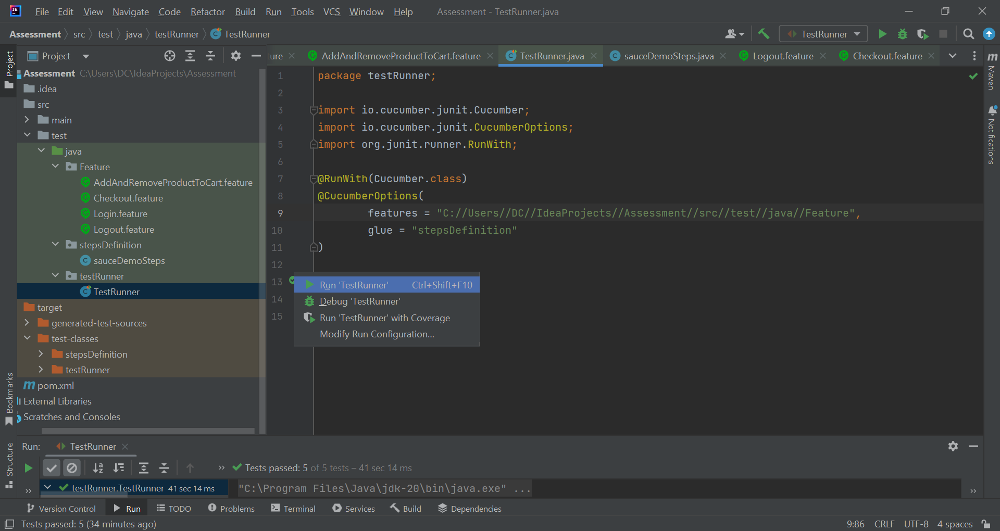 File Edit View Navigate Code Refactor Build Run Tools VCS Window Help Assessment - TestRunner.java
Assessment src test java testRunner TestRunner
TestRunner
Project
ure AddAndRemoveProductToCart.feature TestRunner.java sauceDemoSteps.java Logout.feature Checkout.feature
Project
Assessment C:\Users\DC\IdeaProjects\Assessment
.idea
src
main
test
java
Feature
AddAndRemoveProductToCart.feature
Checkout.feature
Login.feature
Logout.feature
stepsDefinition
sauceDemoSteps
testRunner
TestRunner
target
generated-test-sources
test-classes
stepsDefinition
testRunner
pom.xml
External Libraries
Scratches and Consoles
Bookmarks
Structure
1 package testRunner;
2
3 import io.cucumber.junit.Cucumber;
4 import io.cucumber.junit.CucumberOptions;
5 import org.junit.runner.RunWith;
6
7 @RunWith(Cucumber.class)
8 @CucumberOptions(
9 features = "C://Users//DC//IdeaProjects//Assessment//src//test//java//Feature",
10 glue = "stepsDefinition"
11 )
12
13
14
15
Run 'TestRunner' Ctrl+Shift+F10
Debug 'TestRunner'
Run 'TestRunner' with Coverage
Modify Run Configuration...
m Maven
Notifications
Run: TestRunner
Tests passed: 5 of 5 tests – 41 sec 14 ms
testRunner.TestRunner 41 sec 14 ms
"C:\Program Files\Java\jdk-20\bin\java.exe" ...
Version Control Run TODO Problems Terminal Services Build Dependencies
Tests passed: 5 (34 minutes ago)
9:86 CRLF UTF-8 4 spaces